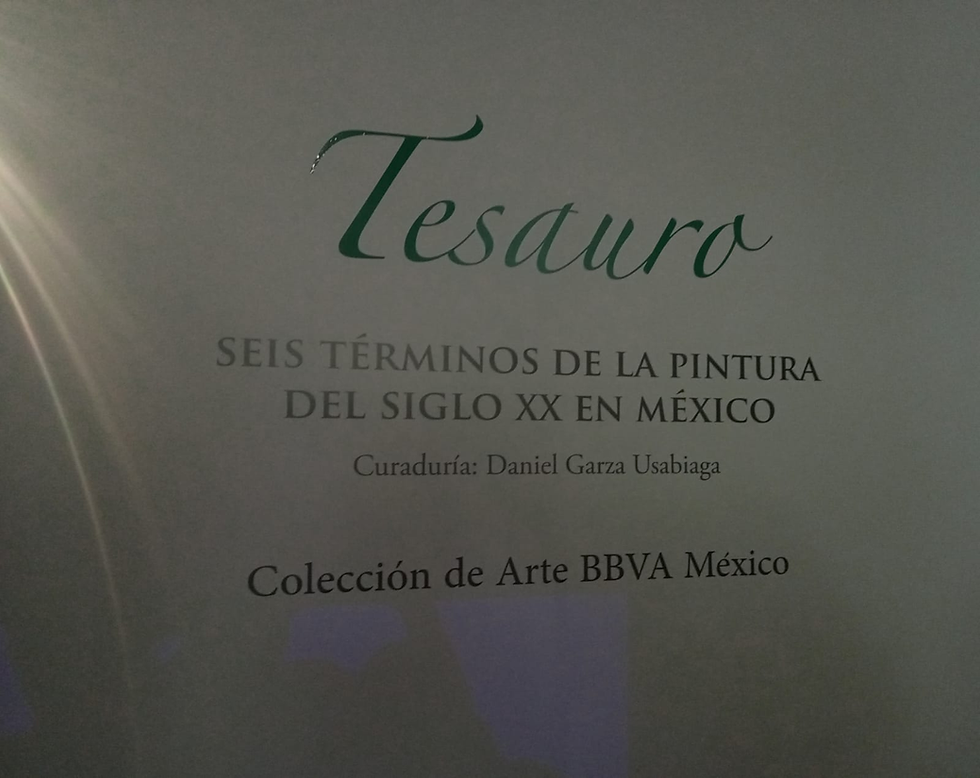 Tesauro
SEIS TÉRMINOS DE LA PINTURA
DEL SIGLO XX EN MÉXICO
Curaduría: Daniel Garza Usabiaga
Colección de Arte BBVA México